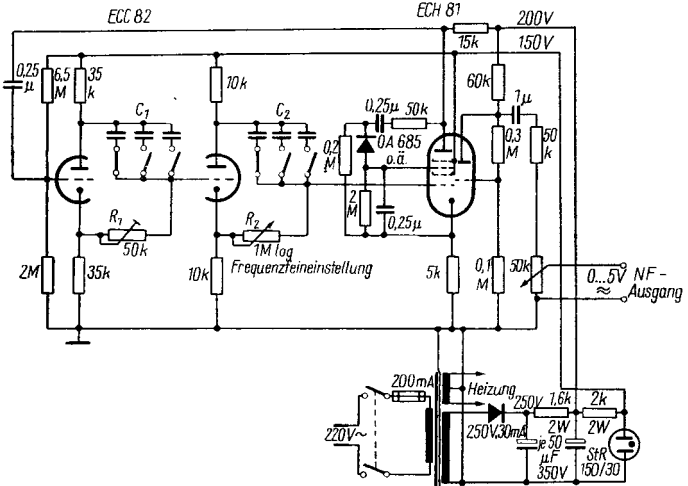 ECC 82
ECH 81
200V
15k
150V
0,25
μ
6,5
M
35
k
10k
60k
C1
C2
0,25μ
50k
1μ
0A 685
o.ä.
0,2
M
0,3
M
50
k
2
M
0,25μ
R1
50k
R2
1M log
Frequenzfeineinstellung
2M
35k
10k
5k
0,1
M
50k
0...5V
≈
NF-
Ausgang
200mA
Heizung
220V~
250V,30mA
250V
1,6k
2W
2k
2W
je 50
μF
350V
StR
150/30